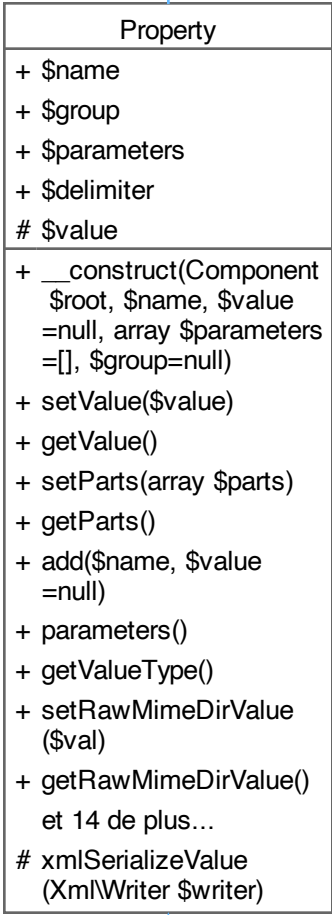 Property
+ $name
+ $group
+ $parameters
+ $delimiter
# $value
+ __construct(Component
$root, $name, $value
=null, array $parameters
=[], $group=null)
+ setValue($value)
+ getValue()
+ setParts(array $parts)
+ getParts()
+ add($name, $value
=null)
+ parameters()
+ getValueType()
+ setRawMimeDirValue
($val)
+ getRawMimeDirValue()
et 14 de plus...
# xmlSerializeValue
(Xml\Writer $writer)